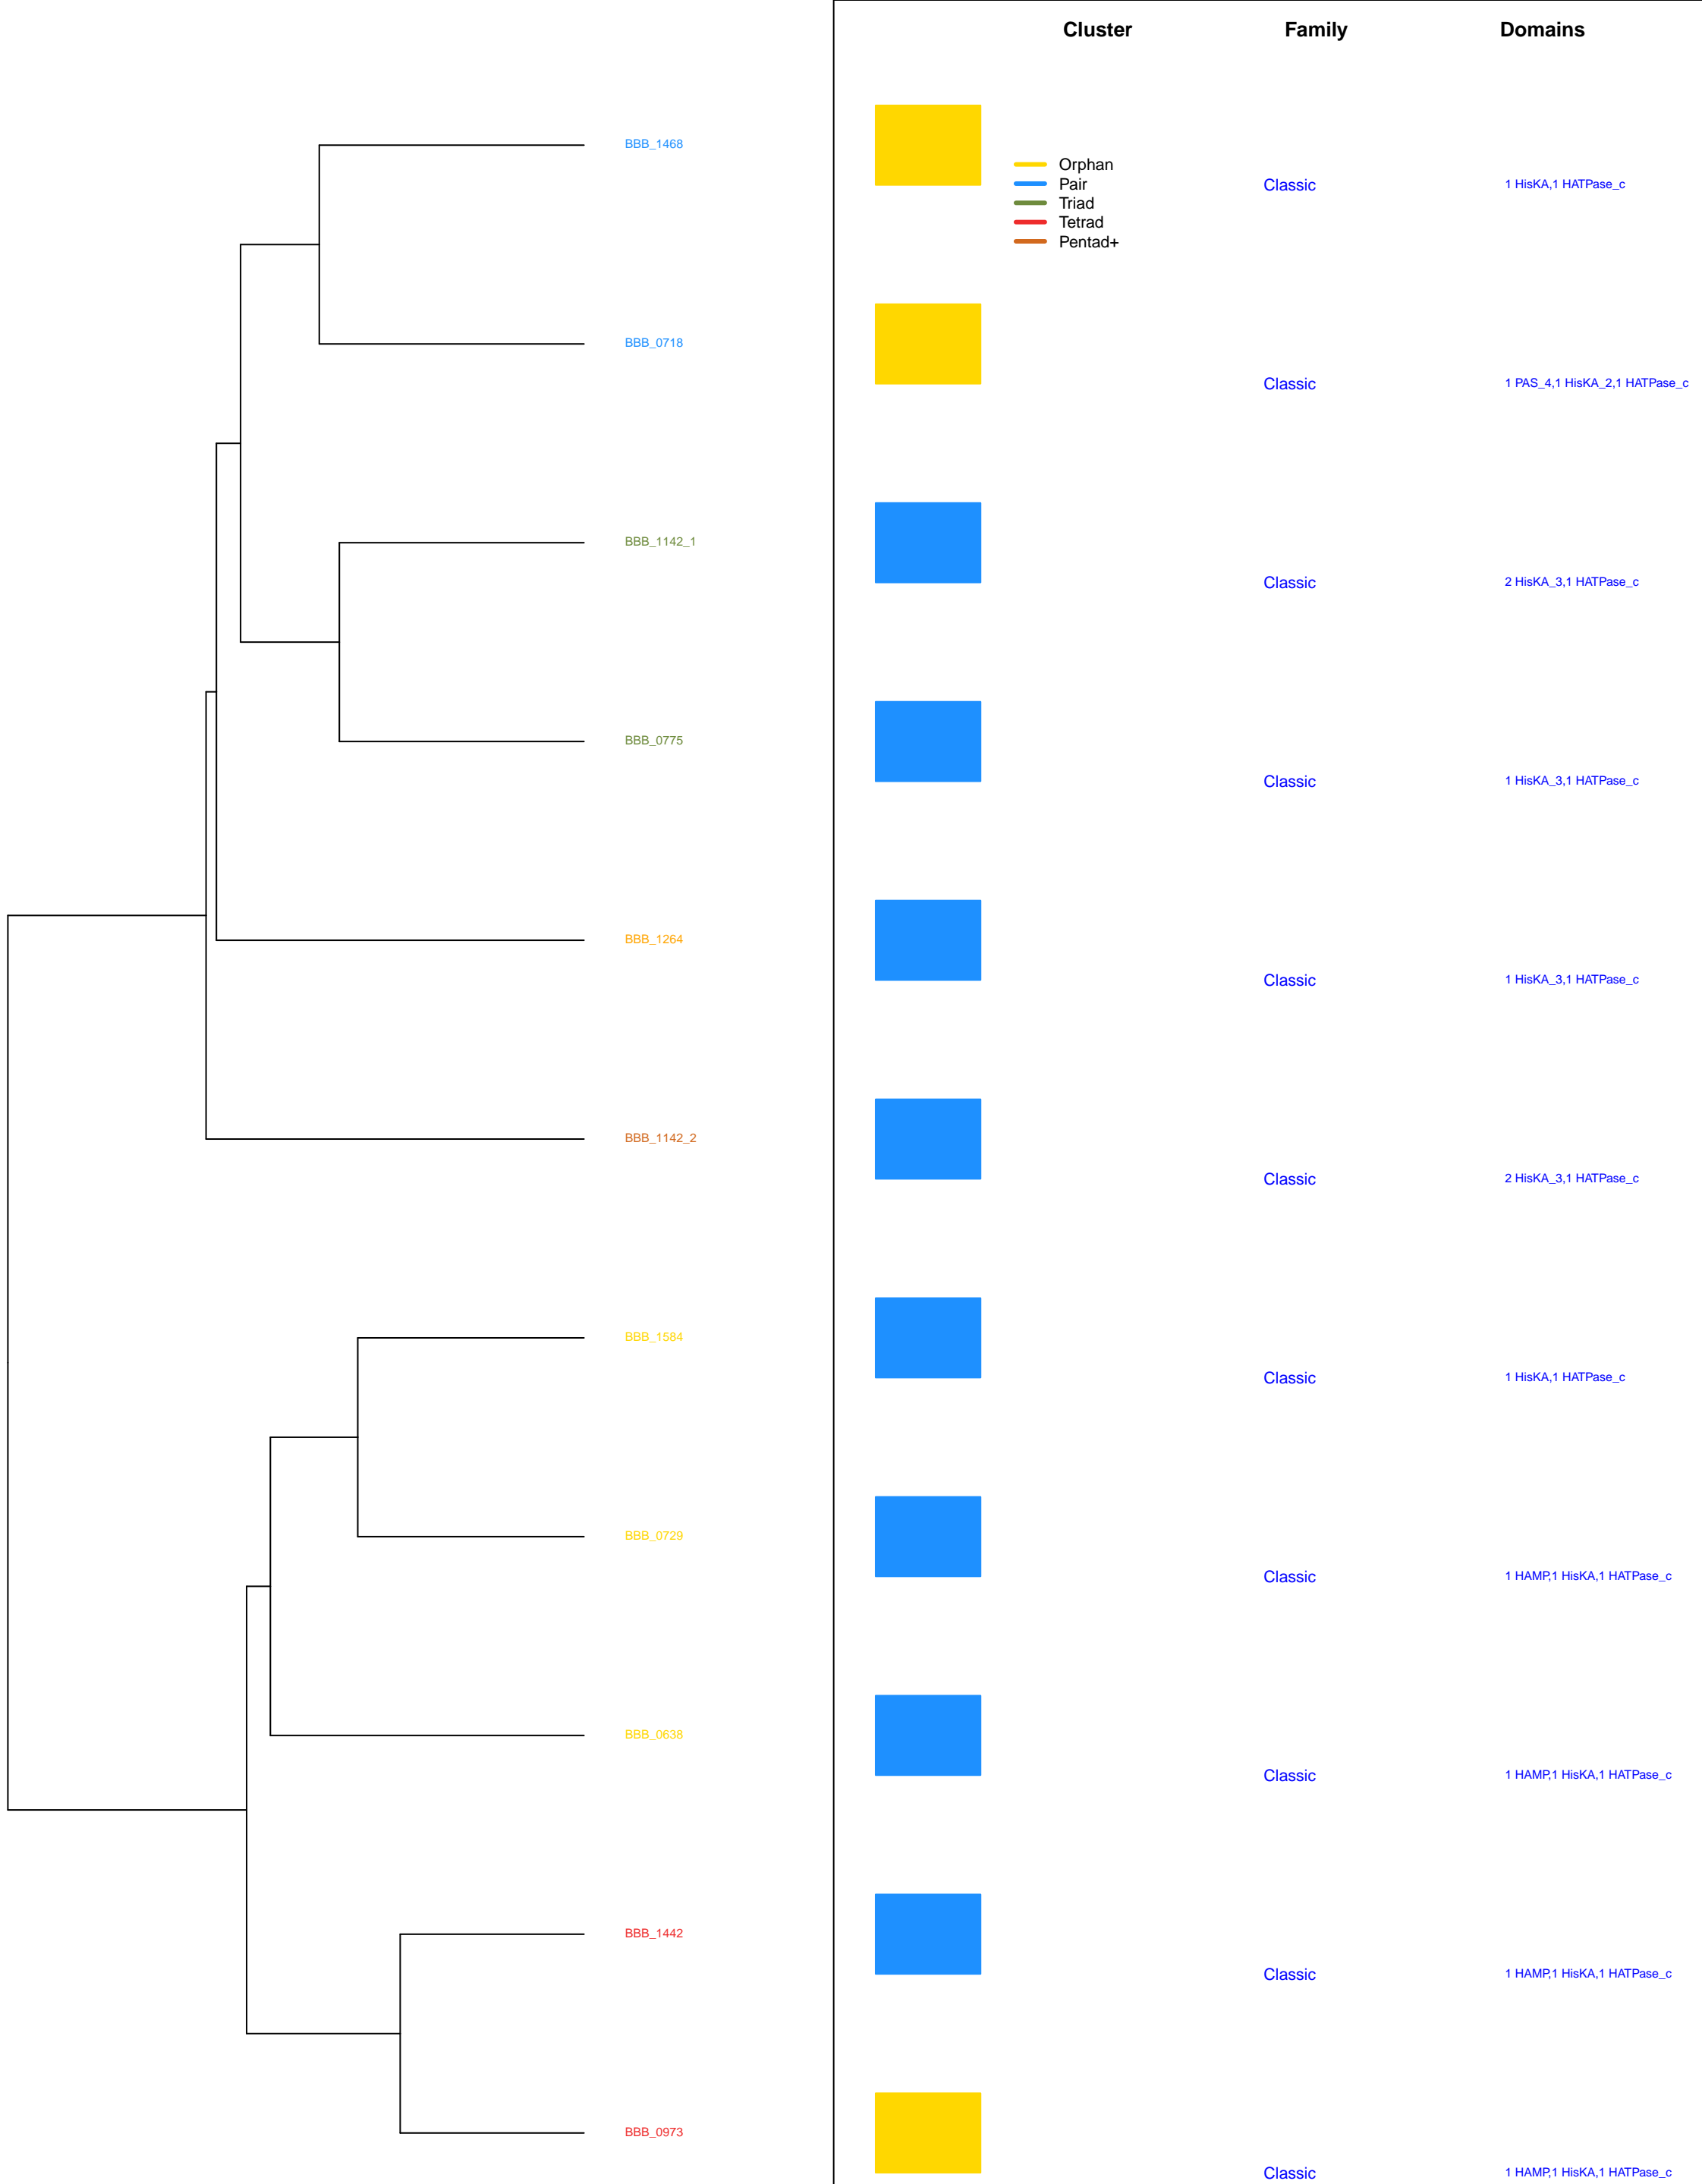 Cluster Family Domains
BBB_1468
Orphan
Pair
Triad
Tetrad
Pentad+
Classic 1 HisKA,1 HATPase_c
BBB_0718
Classic 1 PAS_4,1 HisKA_2,1 HATPase_c
BBB_1142_1
Classic 2 HisKA_3,1 HATPase_c
BBB_0775
Classic 1 HisKA_3,1 HATPase_c
BBB_1264
Classic 1 HisKA_3,1 HATPase_c
BBB_1142_2
Classic 2 HisKA_3,1 HATPase_c
BBB_1584
Classic 1 HisKA,1 HATPase_c
BBB_0729
Classic 1 HAMP,1 HisKA,1 HATPase_c
BBB_0638
Classic 1 HAMP,1 HisKA,1 HATPase_c
BBB_1442
Classic 1 HAMP,1 HisKA,1 HATPase_c
BBB_0973
Classic 1 HAMP,1 HisKA,1 HATPase_c